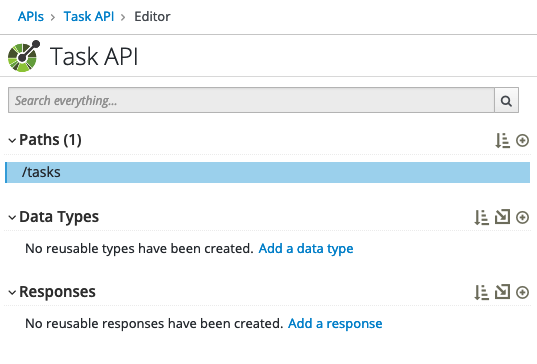 APIs > Task API > Editor
Task API
Search everything...
Paths (1)
/tasks
Data Types
No reusable types have been created. Add a data type
Responses
No reusable responses have been created. Add a response